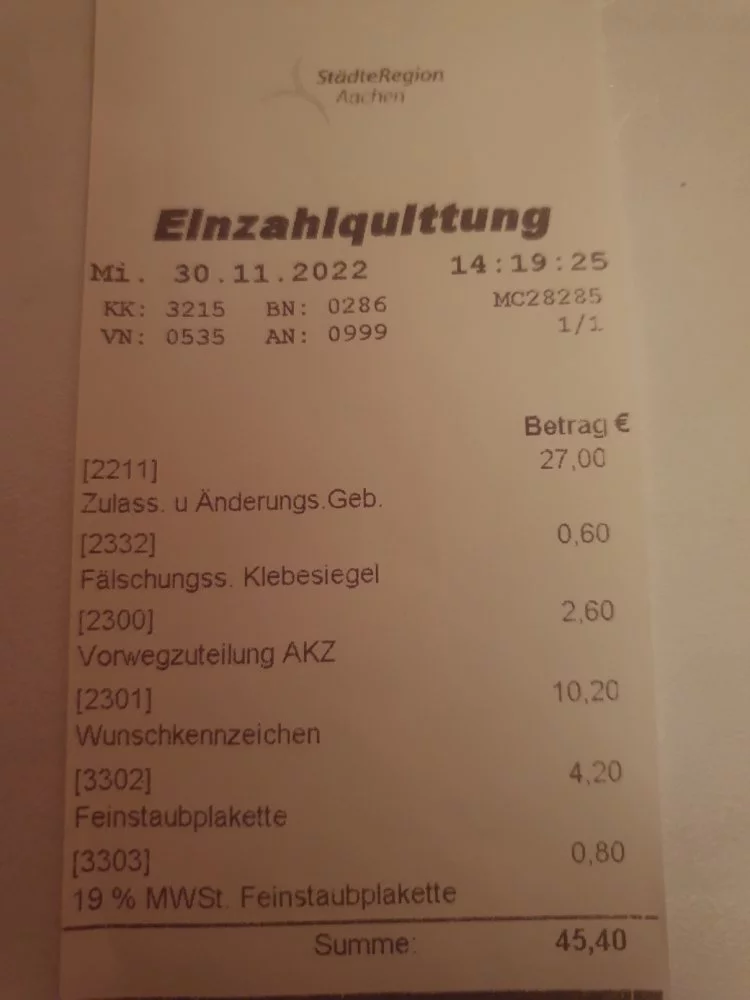 StädteRegion
Aachen
Einzahlquittung
Mi. 30.11.2022 14:19:25
KK: 3215 BN: 0286 MC28285
VN: 0535 AN: 0999 1/1
Betrag €
[2211] 27,00
Zulass. u Änderungs.Geb.
[2332] 0,60
Fälschungss. Klebesiegel
[2300] 2,60
Vorwegzuteilung AKZ
[2301] 10,20
Wunschkennzeichen
[3302] 4,20
Feinstaubplakette
[3303] 0,80
19 % MWSt. Feinstaubplakette
Summe: 45,40